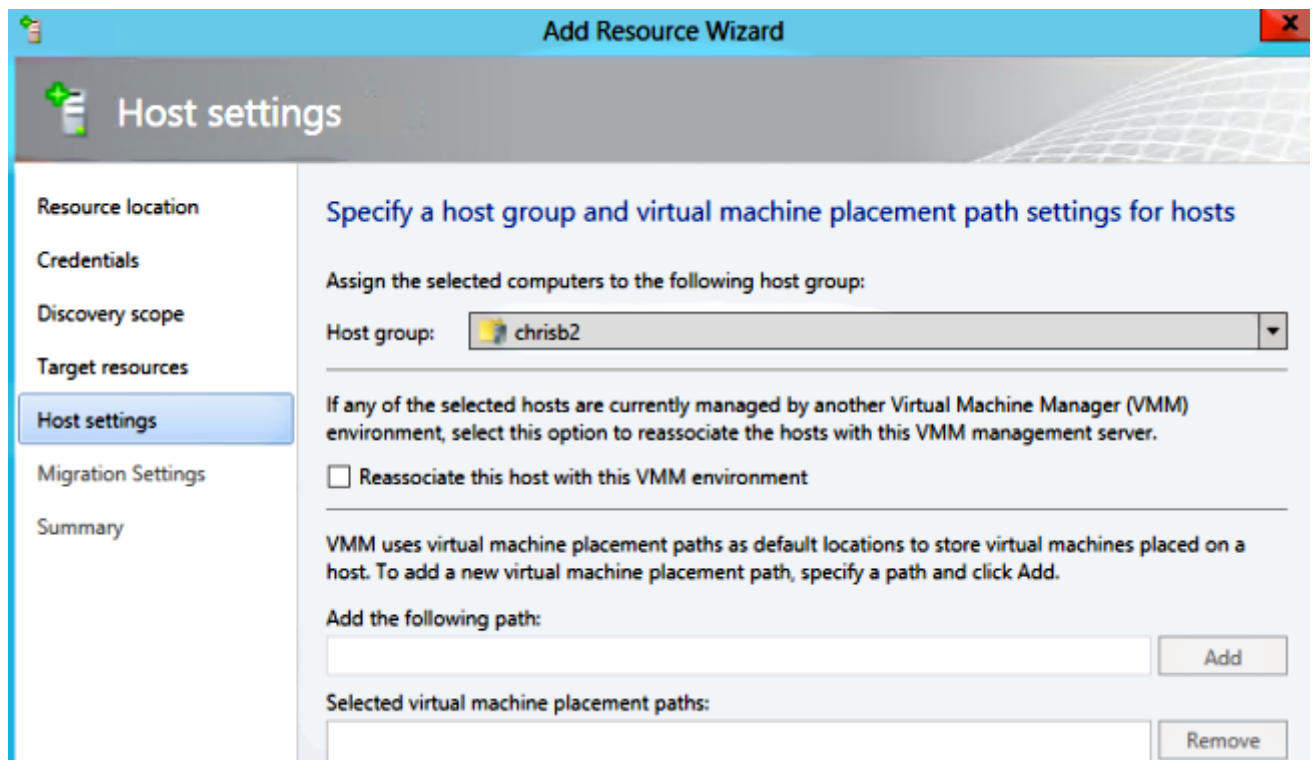 Add Resource Wizard
x
Host settings
Resource location
Credentials
Discovery scope
Target resources
Host settings
Migration Settings
Summary
Specify a host group and virtual machine placement path settings for hosts
Assign the selected computers to the following host group:
Host group: chrisb2
If any of the selected hosts are currently managed by another Virtual Machine Manager (VMM)
environment, select this option to reassociate the hosts with this VMM management server.
Reassociate this host with this VMM environment
VMM uses virtual machine placement paths as default locations to store virtual machines placed on a
host. To add a new virtual machine placement path, specify a path and click Add.
Add the following path:
Add
Selected virtual machine placement paths:
Remove